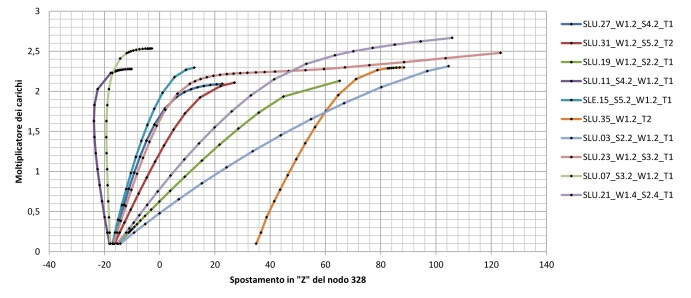 3
2,5
2
1,5
1
0,5
0
Moltiplicatore dei carichi
-40 -20 0 20 40 60 80 100 120 140
Spostamento in "Z" del nodo 328
SLU.27_W1.2_S4.2_T1
SLU.31_W1.2_S5.2_T2
SLU.19_W1.2_S2.2_T1
SLU.11_S4.2_W1.2_T1
SLE.15_S5.2_W1.2_T1
SLU.35_W1.2_T2
SLU.03_S2.2_W1.2_T1
SLU.23_W1.2_S3.2_T1
SLU.07_S3.2_W1.2_T1
SLU.21_W1.4_S2.4_T1